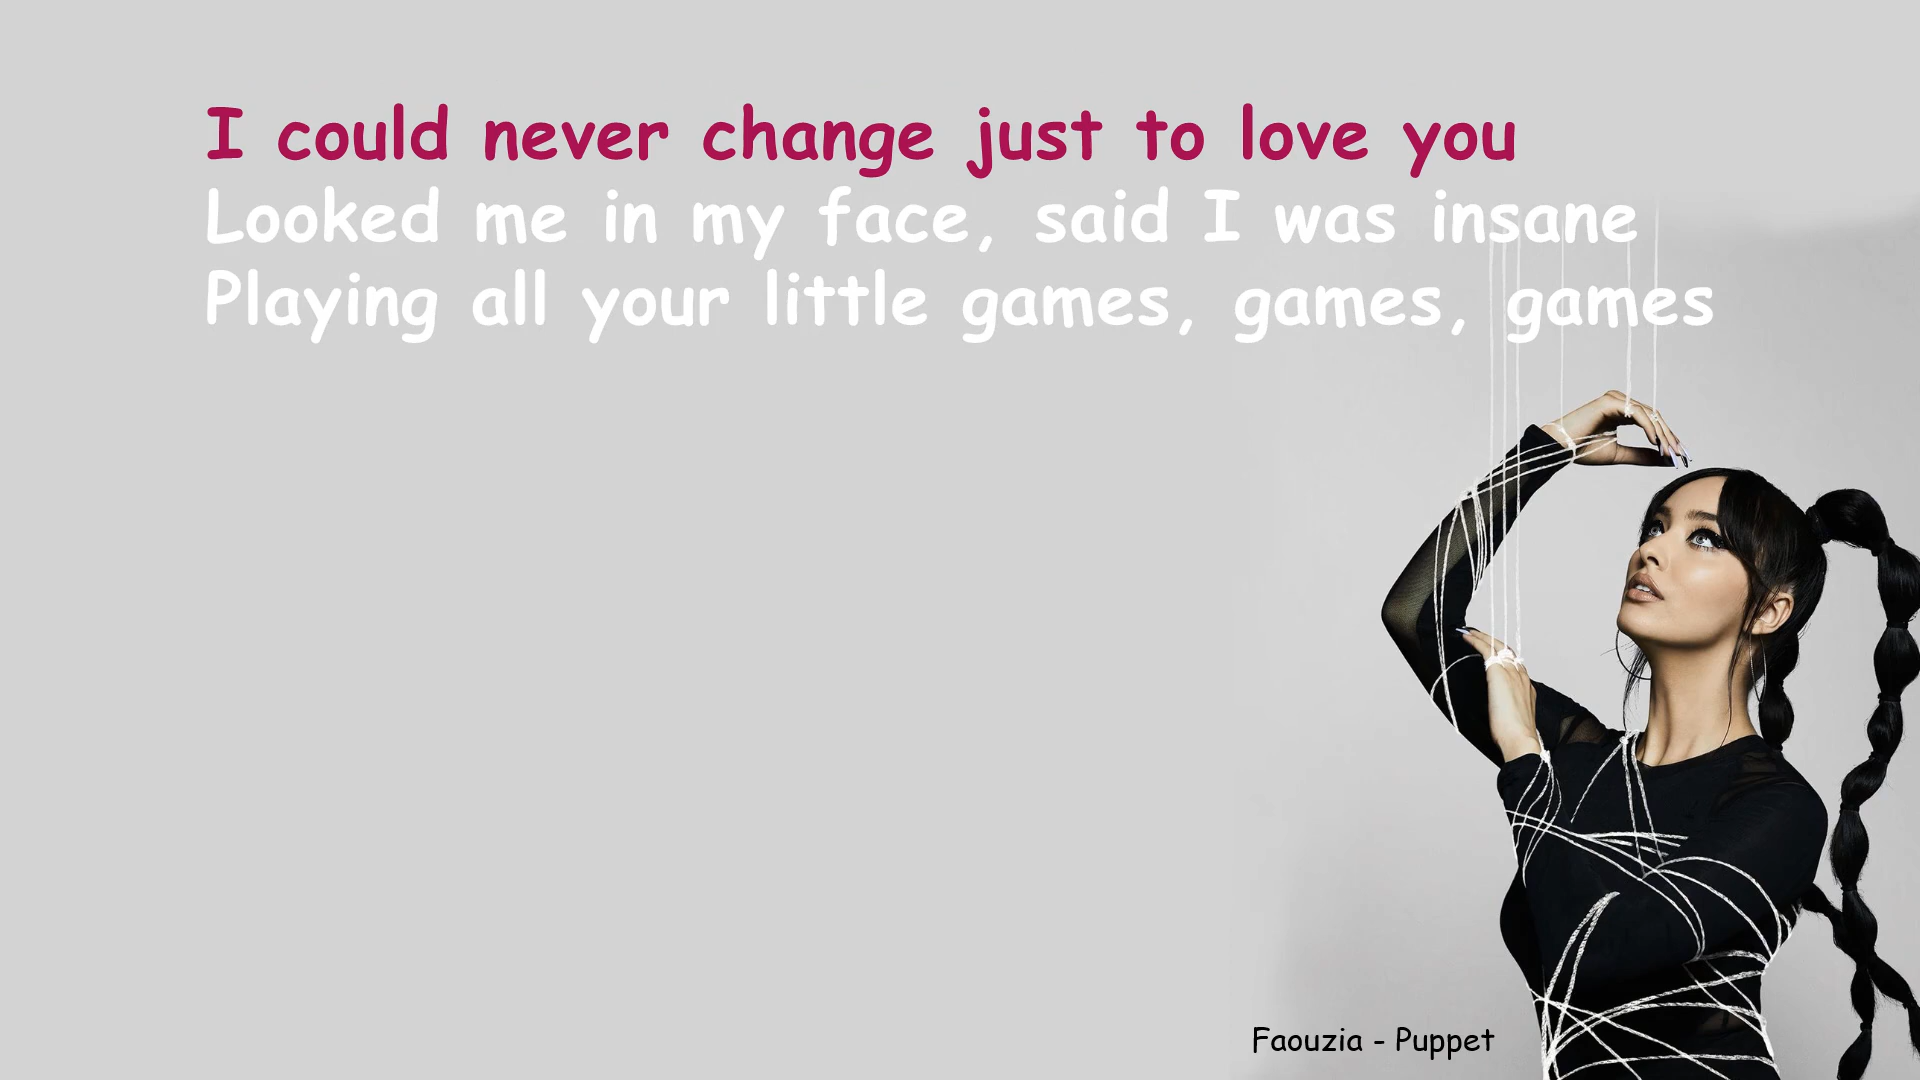 I could never change just to love you
Looked me in my face, said I was insane
Playing all your little games, games, games
Faouzia - Puppet